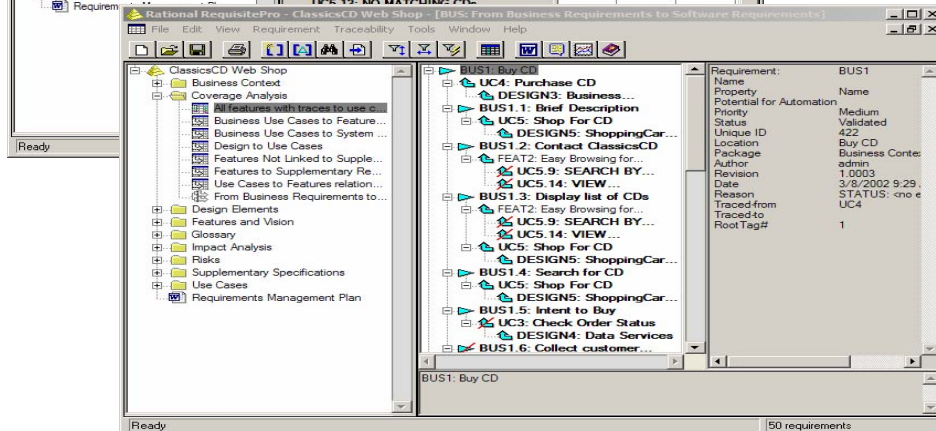 Requirem
UC5.13: NO MATCHING CDs
Ready
Rational RequisitePro - ClassicsCD Web Shop - [BUS: From Business Requirements to Software Requirements]
File Edit View Requirement Traceability Tools Window Help
ClassicsCD Web Shop
Business Context
Coverage Analysis
All features with traces to use c...
Business Use Cases to Feature...
Business Use Cases to System ...
Design to Use Cases
Features Not Linked to Supple...
Features to Supplementary Re...
Use Cases to Features relation...
From Business Requirements to...
Design Elements
Features and Vision
Glossary
Impact Analysis
Risks
Supplementary Specifications
Use Cases
Requirements Management Plan
BUS1: Buy CD
UC4: Purchase CD
DESIGN3: Business...
BUS1.1: Brief Description
UC5: Shop For CD
DESIGN5: ShoppingCar...
BUS1.2: Contact ClassicsCD
FEAT2: Easy Browsing for...
UC5.9: SEARCH BY...
UC5.14: VIEW...
BUS1.3: Display list of CDs
FEAT2: Easy Browsing for...
UC5.9: SEARCH BY...
UC5.14: VIEW...
UC5: Shop For CD
DESIGN5: ShoppingCar...
BUS1.4: Search for CD
UC5: Shop For CD
DESIGN5: ShoppingCar...
BUS1.5: Intent to Buy
UC3: Check Order Status
DESIGN4: Data Services
BUS1.6: Collect customer...
Requirement: BUS1
Name
Property Name
Potential for Automation
Priority Medium
Status Validated
Unique ID 422
Location Buy CD
Package Business Contex
Author admin
Revision 1.0003
Date 3/8/2002 9:29
Reason STATUS: <no e
Traced-from UC4
Traced-to
Root Tag# 1
BUS1: Buy CD
Ready
50 requirements